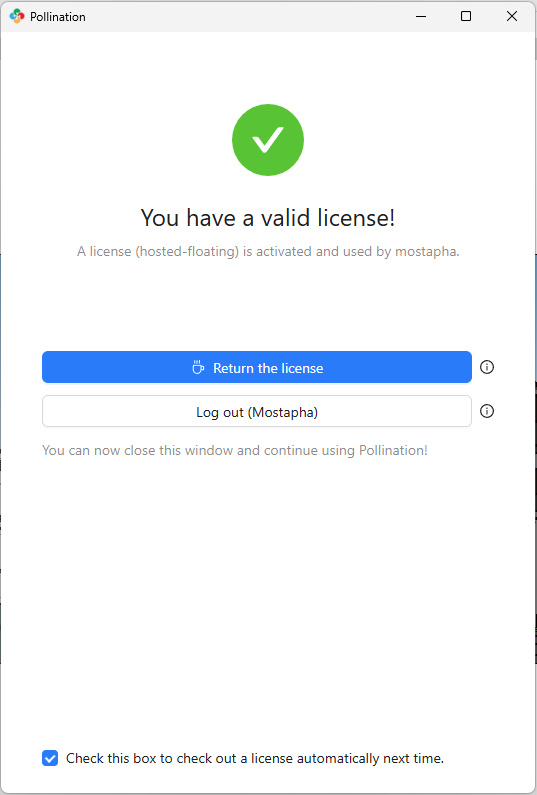 Pollination
You have a valid license!
A license (hosted-floating) is activated and used by mostapha.
Return the license
Log out (Mostapha)
You can now close this window and continue using Pollination!
Check this box to check out a license automatically next time.